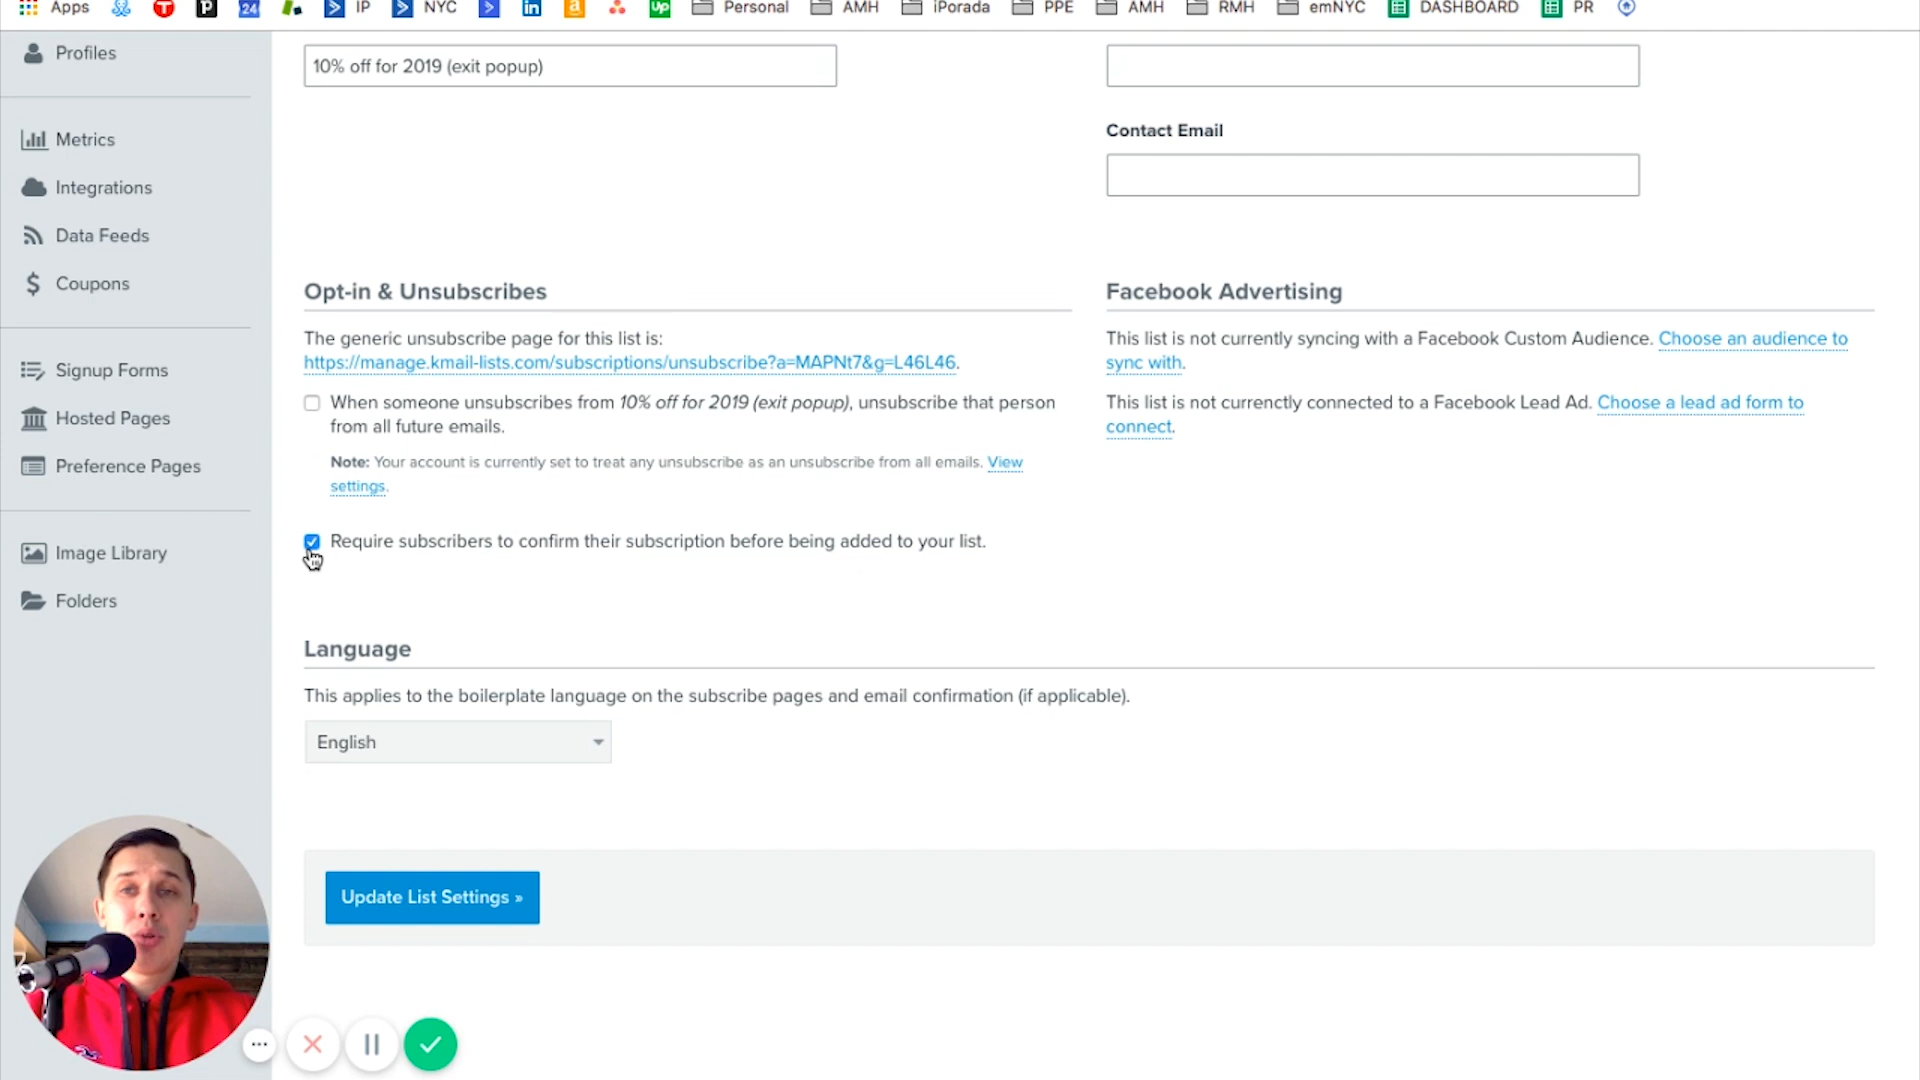 Apps IP NYC Personal AMH iPorada PPE AMH RMH emNYC DASHBOARD PR
Profiles
Metrics
Integrations
Data Feeds
Coupons
Signup Forms
Hosted Pages
Preference Pages
Image Library
Folders
10% off for 2019 (exit popup)
Contact Email
Opt-in & Unsubscribes
The generic unsubscribe page for this list is:
https://manage.kmail-lists.com/subscriptions/unsubscribe?a=MAPNt7&g=L46L46.
When someone unsubscribes from 10% off for 2019 (exit popup), unsubscribe that person
from all future emails.
Note: Your account is currently set to treat any unsubscribe as an unsubscribe from all emails. View
settings.
Require subscribers to confirm their subscription before being added to your list.
Facebook Advertising
This list is not currently syncing with a Facebook Custom Audience. Choose an audience to
sync with.
This list is not currenctly connected to a Facebook Lead Ad. Choose a lead ad form to
connect.
Language
This applies to the boilerplate language on the subscribe pages and email confirmation (if applicable).
English
Update List Settings »